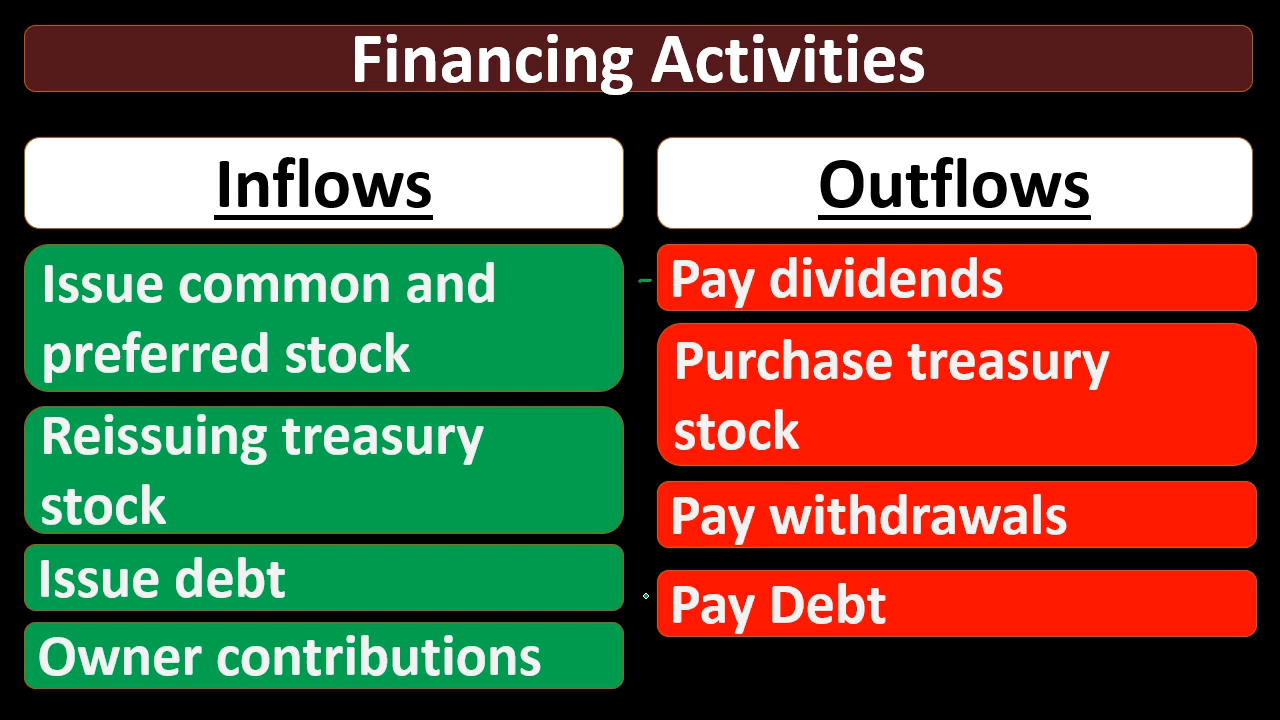 Financing Activities
Inflows
Issue common and
preferred stock
Reissuing treasury
stock
Issue debt
Owner contributions
Outflows
Pay dividends
Purchase treasury
stock
Pay withdrawals
Pay Debt